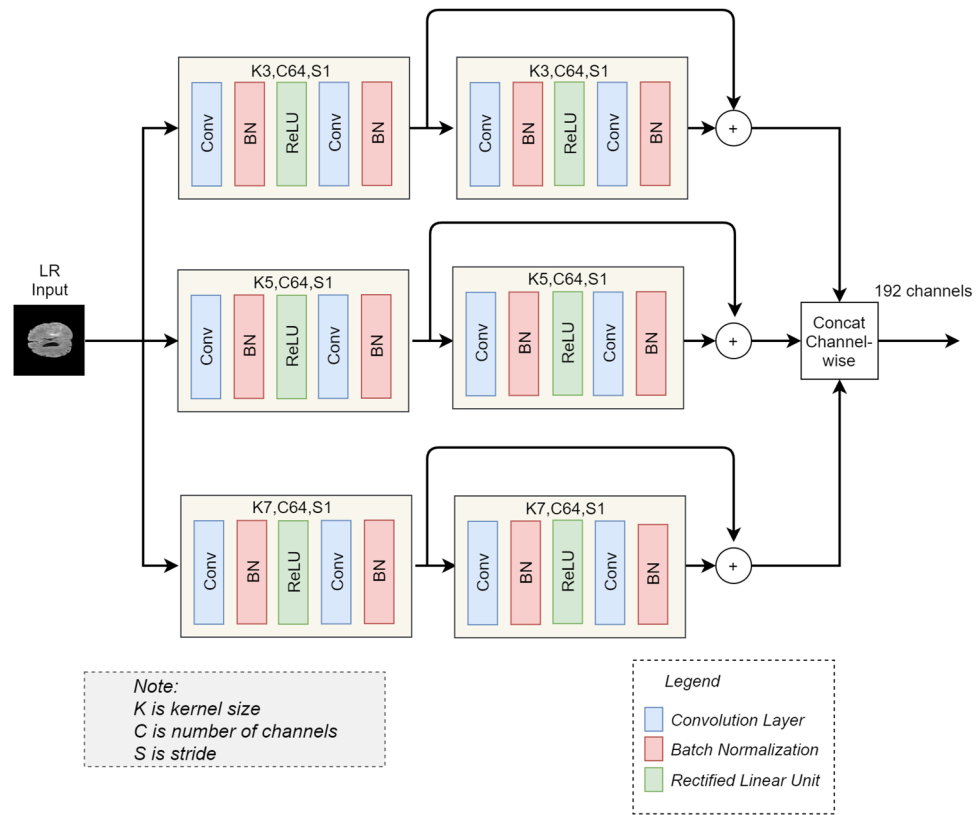 K3,C64,S1
Conv
BN
ReLU
Conv
BN
K3,C64,S1
Conv
BN
ReLU
Conv
BN
+
LR
Input
K5,C64,S1
Conv
BN
ReLU
Conv
BN
K5,C64,S1
Conv
BN
ReLU
Conv
BN
+
Concat
Channel-
wise
192 channels
K7,C64,S1
Conv
BN
ReLU
Conv
BN
K7,C64,S1
Conv
BN
ReLU
Conv
BN
+
Note:
K is kernel size
C is number of channels
S is stride
Legend
Convolution Layer
Batch Normalization
Rectified Linear Unit